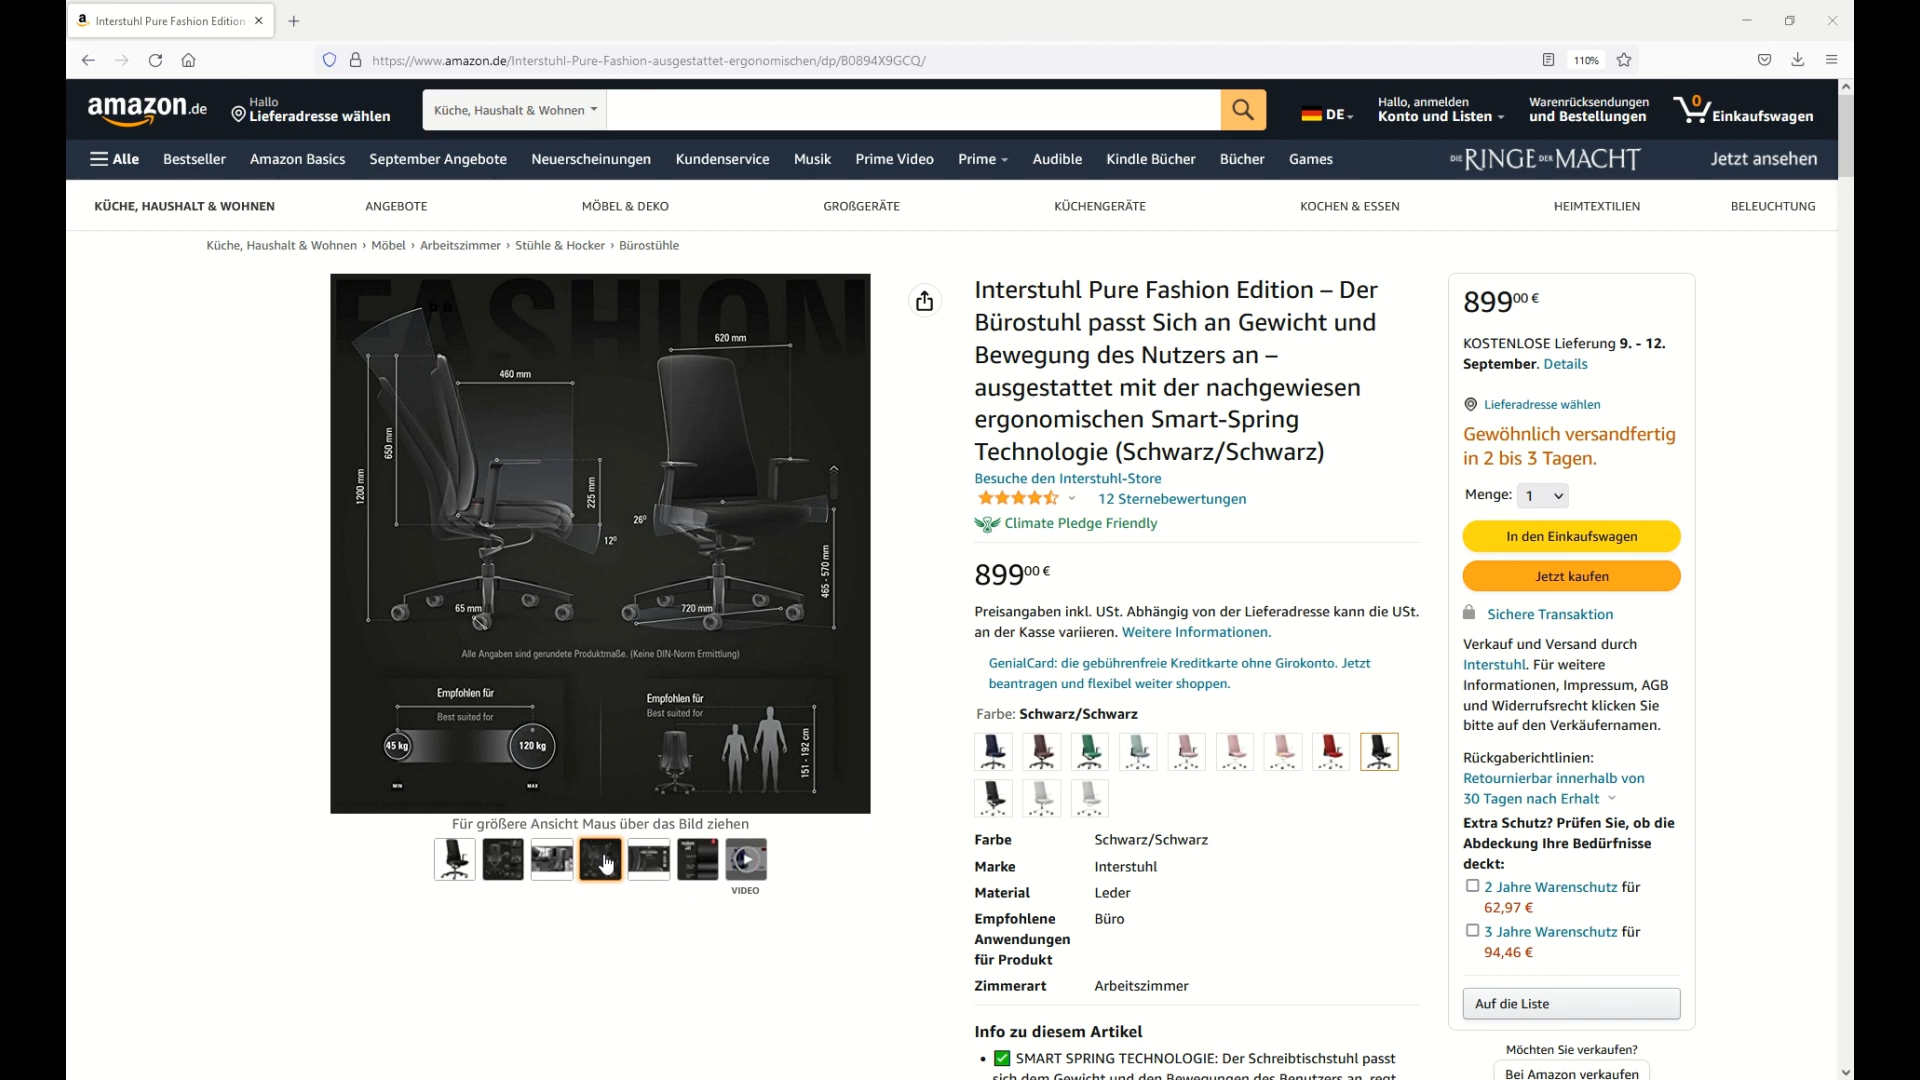 Interstuhl Pure Fashion Edition
https://www.amazon.de/Interstuhl-Pure-Fashion-ausgestattet-ergonomischen/dp/B0894X9GCQ/
110%
amazon.de
Hallo
Lieferadresse wählen
Küche, Haushalt & Wohnen
DE
Hallo, anmelden
Konto und Listen
Warenrücksendungen
und Bestellungen
0
Einkaufswagen
Alle
Bestseller
Amazon Basics
September Angebote
Neuerscheinungen
Kundenservice
Musik
Prime Video
Prime
Audible
Kindle Bücher
Bücher
Games
DIE RINGE DER MACHT
Jetzt ansehen
KÜCHE, HAUSHALT & WOHNEN
ANGEBOTE
MÖBEL & DEKO
GROßGERÄTE
KÜCHENGERÄTE
KOCHEN & ESSEN
HEIMTEXTILIEN
BELEUCHTUNG
Küche, Haushalt & Wohnen › Möbel › Arbeitszimmer › Stühle & Hocker › Bürostühle
FASHION
620 mm
460 mm
650 mm
1200 mm
225 mm
26°
12°
465 - 570 mm
65 mm
720 mm
Alle Angaben sind gerundete Produktmaße. (Keine DIN-Norm Ermittlung)
Empfohlen für
Best suited for
45 kg
120 kg
MIN
MAX
Empfohlen für
Best suited for
151 - 192 cm
Für größere Ansicht Maus über das Bild ziehen
VIDEO
Interstuhl Pure Fashion Edition – Der
Bürostuhl passt Sich an Gewicht und
Bewegung des Nutzers an –
ausgestattet mit der nachgewiesen
ergonomischen Smart-Spring
Technologie (Schwarz/Schwarz)
Besuche den Interstuhl-Store
12 Sternebewertungen
Climate Pledge Friendly
899 00 €
Preisangaben inkl. USt. Abhängig von der Lieferadresse kann die USt.
an der Kasse variieren. Weitere Informationen.
GenialCard: die gebührenfreie Kreditkarte ohne Girokonto. Jetzt
beantragen und flexibel weiter shoppen.
Farbe: Schwarz/Schwarz
Farbe Schwarz/Schwarz
Marke Interstuhl
Material Leder
Empfohlene Büro
Anwendungen
für Produkt
Zimmerart Arbeitszimmer
Info zu diesem Artikel
• ✅ SMART SPRING TECHNOLOGIE: Der Schreibtischstuhl passt
sich dem Gewicht und den Bewegungen des Benutzers an, regt
899 00 €
KOSTENLOSE Lieferung 9. - 12.
September. Details
Lieferadresse wählen
Gewöhnlich versandfertig
in 2 bis 3 Tagen.
Menge: 1
In den Einkaufswagen
Jetzt kaufen
Sichere Transaktion
Verkauf und Versand durch
Interstuhl. Für weitere
Informationen, Impressum, AGB
und Widerrufsrecht klicken Sie
bitte auf den Verkäufernamen.
Rückgaberichtlinien:
Retournierbar innerhalb von
30 Tagen nach Erhalt
Extra Schutz? Prüfen Sie, ob die
Abdeckung Ihre Bedürfnisse
deckt:
2 Jahre Warenschutz für
62,97 €
3 Jahre Warenschutz für
94,46 €
Auf die Liste
Möchten Sie verkaufen?
Bei Amazon verkaufen